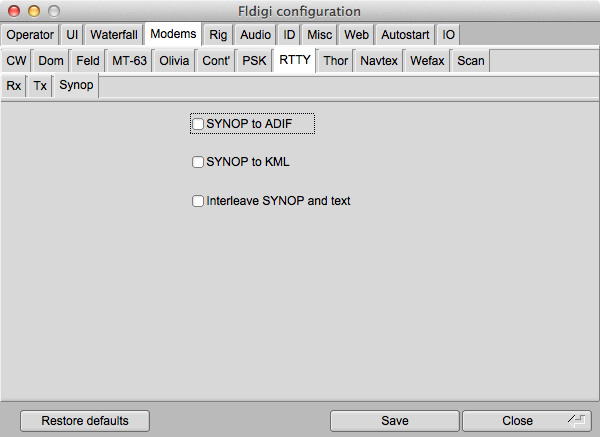 Fldigi configuration
Operator UI Waterfall Modems Rig Audio ID Misc Web Autostart IO
CW Dom Feld MT-63 Olivia Cont' PSK RTTY Thor Navtex Wefax Scan
Rx Tx Synop
SYNOP to ADIF
SYNOP to KML
Interleave SYNOP and text
Restore defaults Save Close